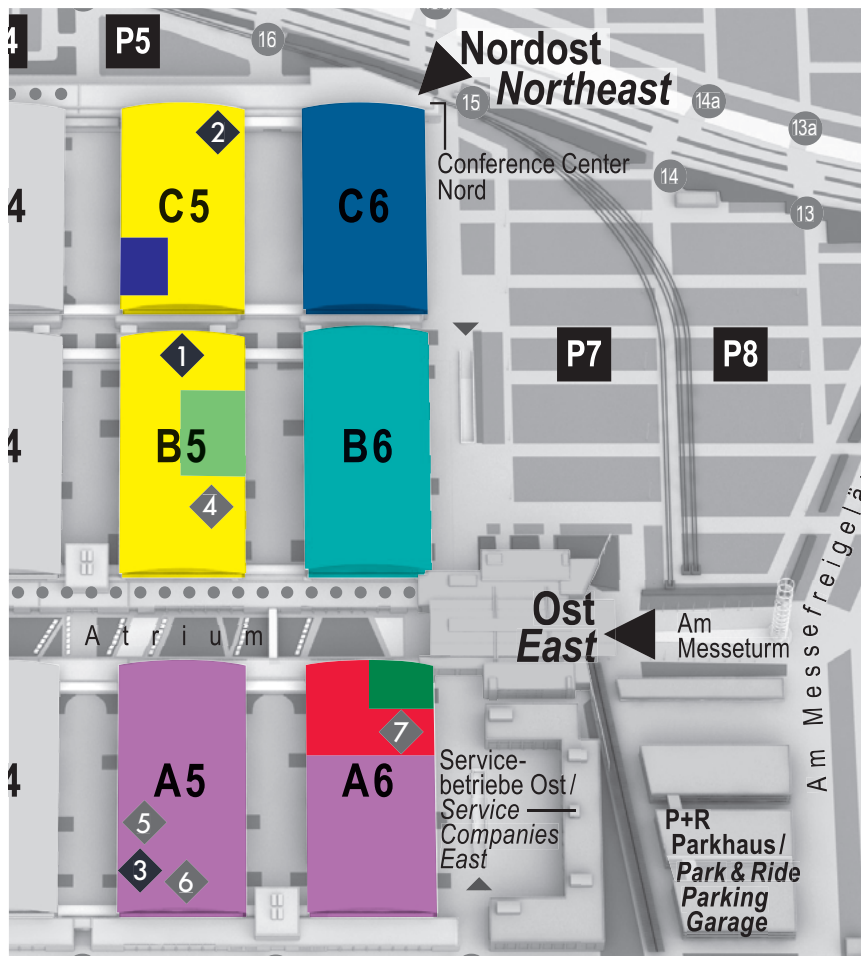 4
P5
16
Nordost
Northeast
15
14a
13a
2
Conference Center
Nord
14
13
4
C5
C6
1
P7
P8
4
B5
B6
4
Ost
East
Am
Messeturm
Atrium
7
4
A5
A6
Service-
betriebe Ost/
Service
Companies
East
5
3
6
P+R
Parkhaus/
Park & Ride
Parking
Garage